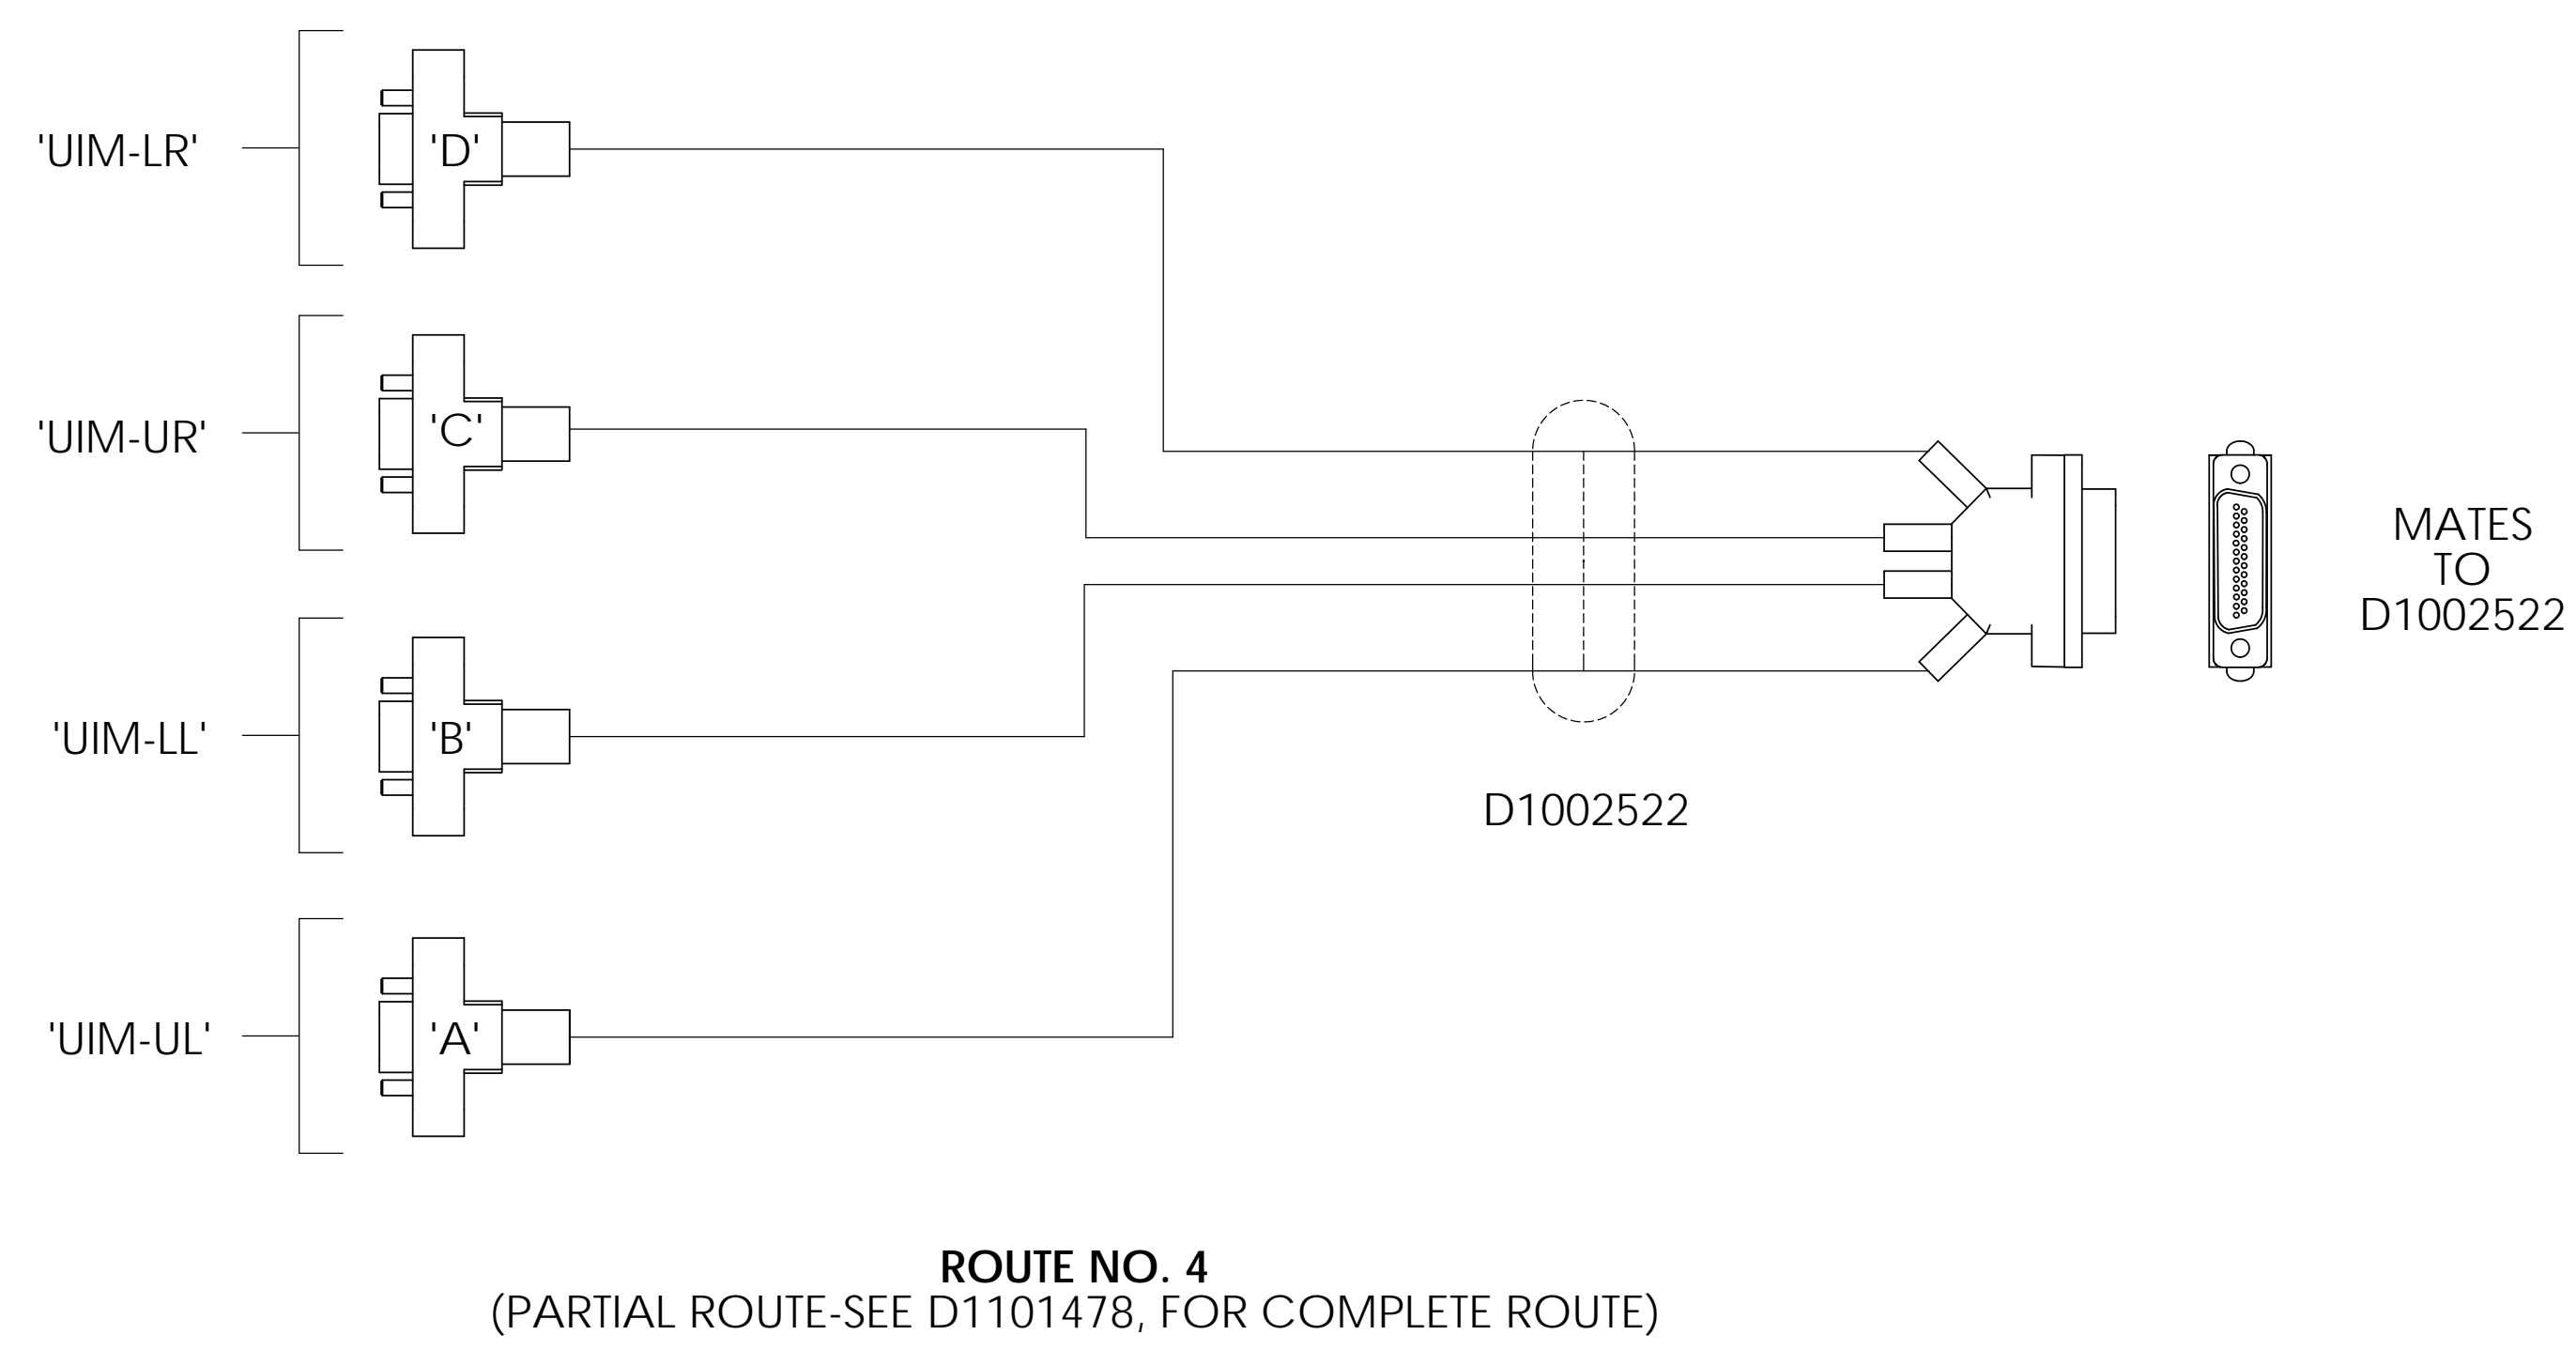 'UIM-LR'
'D'
'UIM-UR'
'C'
MATES
TO
D1002522
'UIM-LL'
'B'
D1002522
'UIM-UL'
'A'
ROUTE NO. 4
(PARTIAL ROUTE-SEE D1101478, FOR COMPLETE ROUTE)